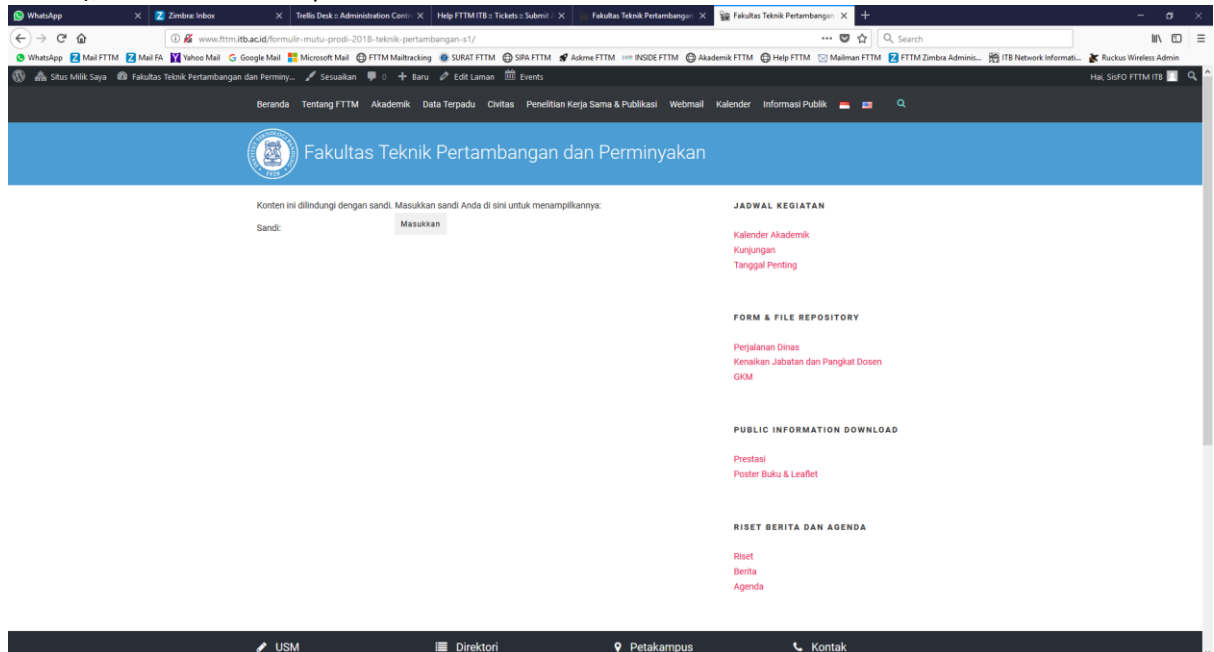 WhatsApp
Zimbra: Inbox
Trellis Desk :: Administration Contr
Help FTTM ITB :: Tickets :: Submit
Fakultas Teknik Pertambangan
Fakultas Teknik Pertambangan
www.fttm.itb.ac.id/formulir-mutu-prodi-2018-teknik-pertambangan-s1/
Search
WhatsApp Mail FTTM Mail FA Yahoo Mail Google Mail Microsoft Mail FTTM Mailtracking SURAT FTTM SIPA FTTM Askme FTTM INSIDE FTTM Akademik FTTM Help FTTM Mailman FTTM FTTM Zimbra Adminis... ITB Network Informati... Ruckus Wireless Admin
Situs Milik Saya Fakultas Teknik Pertambangan dan Perminy... Sesuaikan 0 + Baru Edit Laman Events Hai, SisFO FTTM ITB
Beranda Tentang FTTM Akademik Data Terpadu Civitas Penelitian Kerja Sama & Publikasi Webmail Kalender Informasi Publik
Fakultas Teknik Pertambangan dan Perminyakan
Konten ini dilindungi dengan sandi. Masukkan sandi Anda di sini untuk menampilkannya:
Sandi:
Masukkan
JADWAL KEGIATAN
Kalender Akademik
Kunjungan
Tanggal Penting
FORM & FILE REPOSITORY
Perjalanan Dinas
Kenaikan Jabatan dan Pangkat Dosen
GKM
PUBLIC INFORMATION DOWNLOAD
Prestasi
Poster Buku & Leaflet
RISET BERITA DAN AGENDA
Riset
Berita
Agenda
USM Direktori Petakampus Kontak